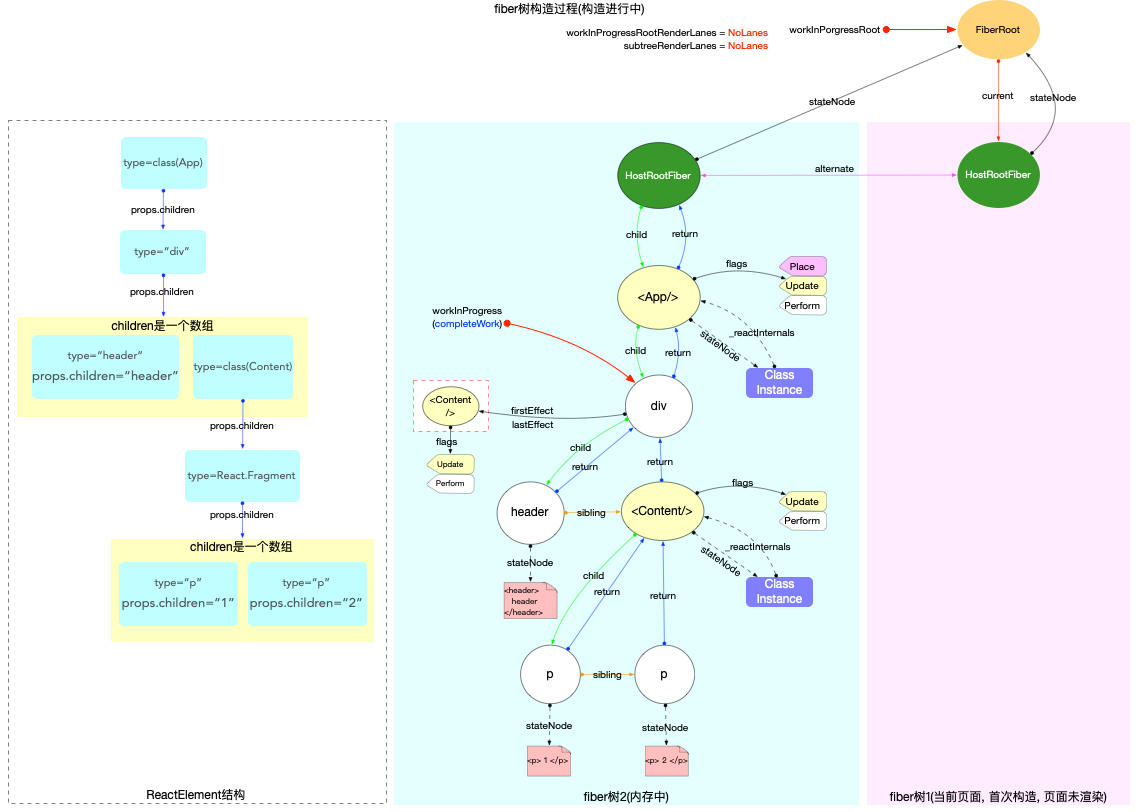 fiber树构造过程(构造进行中)
workInProgressRootRenderLanes = NoLanes
subtreeRenderLanes = NoLanes
workInPorgressRoot
FiberRoot
stateNode
current
stateNode
type=class(App)
props.children
type=“div”
props.children
children是一个数组
type=“header”
props.children=“header”
type=class(Content)
props.children
type=React.Fragment
props.children
children是一个数组
type=“p”
props.children=“1”
type=“p”
props.children=“2”
ReactElement结构
HostRootFiber
alternate
HostRootFiber
child
return
<App/>
flags
Place
Update
Perform
_reactInternals
stateNode
Class
Instance
workInProgress
(completeWork)
child
return
div
<Content
/>
firstEffect
lastEffect
flags
Update
Perform
child
return
return
header
sibling
<Content/>
flags
Update
Perform
_reactInternals
stateNode
Class
Instance
stateNode
<header>
header
</header>
child
return
return
p
sibling
p
stateNode
stateNode
<p> 1 </p>
<p> 2 </p>
fiber树2(内存中)
fiber树1(当前页面, 首次构造, 页面未渲染)